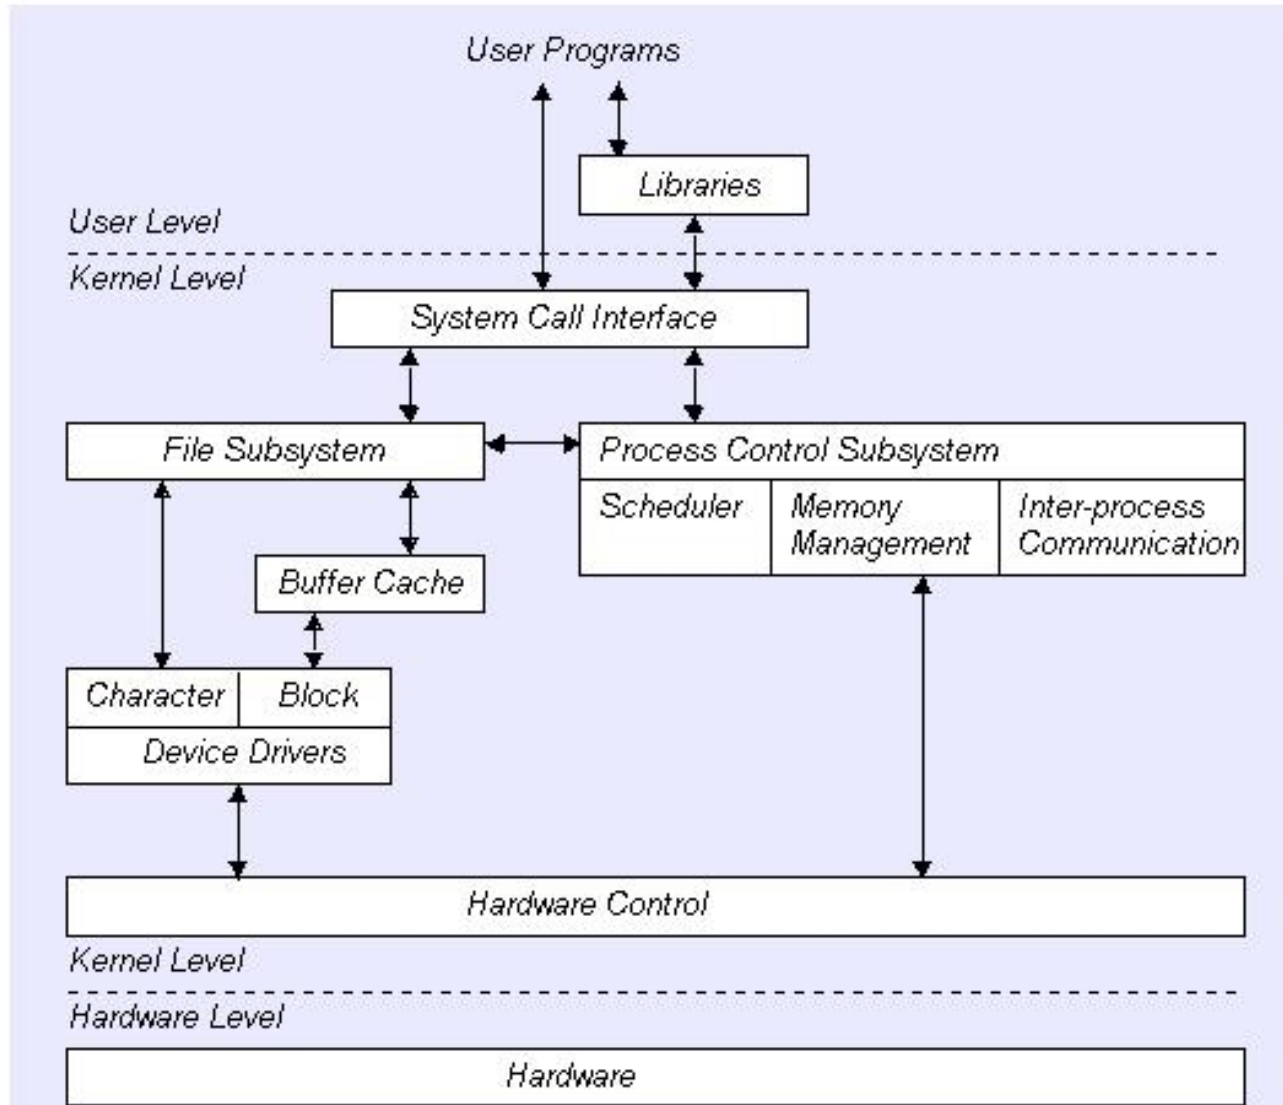 User Programs
Libraries
User Level
Kernel Level
System Call Interface
File Subsystem
Process Control Subsystem
Scheduler
Memory
Management
Inter-process
Communication
Buffer Cache
Character
Block
Device Drivers
Hardware Control
Kernel Level
Hardware Level
Hardware